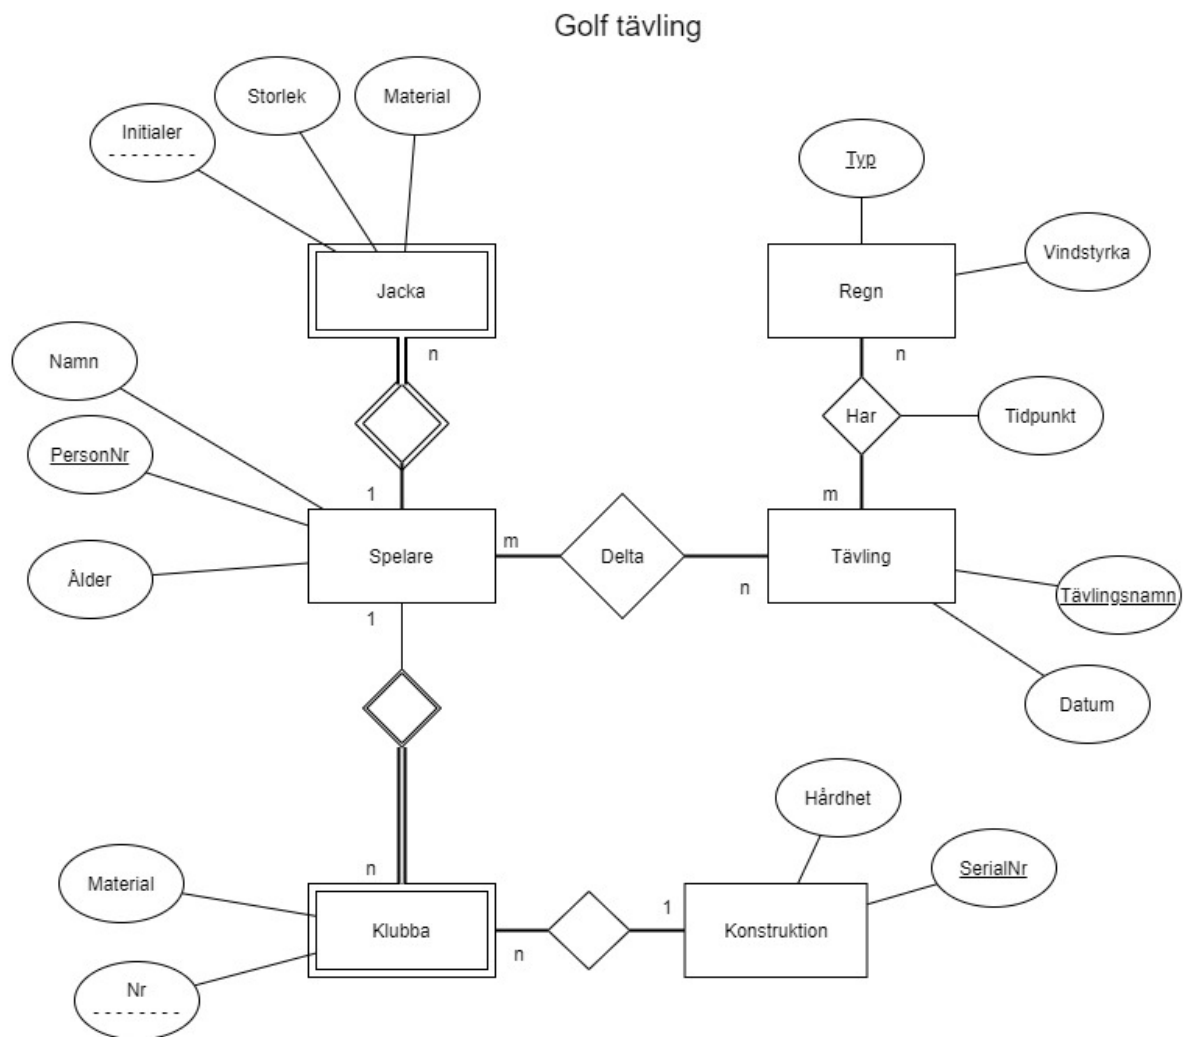 Golf tävling
Storlek
Material
Initialer
Typ
Vindstyrka
Jacka
Regn
n
n
Namn
Har
Tidpunkt
PersonNr
1
m
Spelare
m
Delta
Tävling
Ålder
n
Tävlingsnamn
1
Datum
Hårdhet
n
SerialNr
Material
1
Klubba
Konstruktion
n
Nr